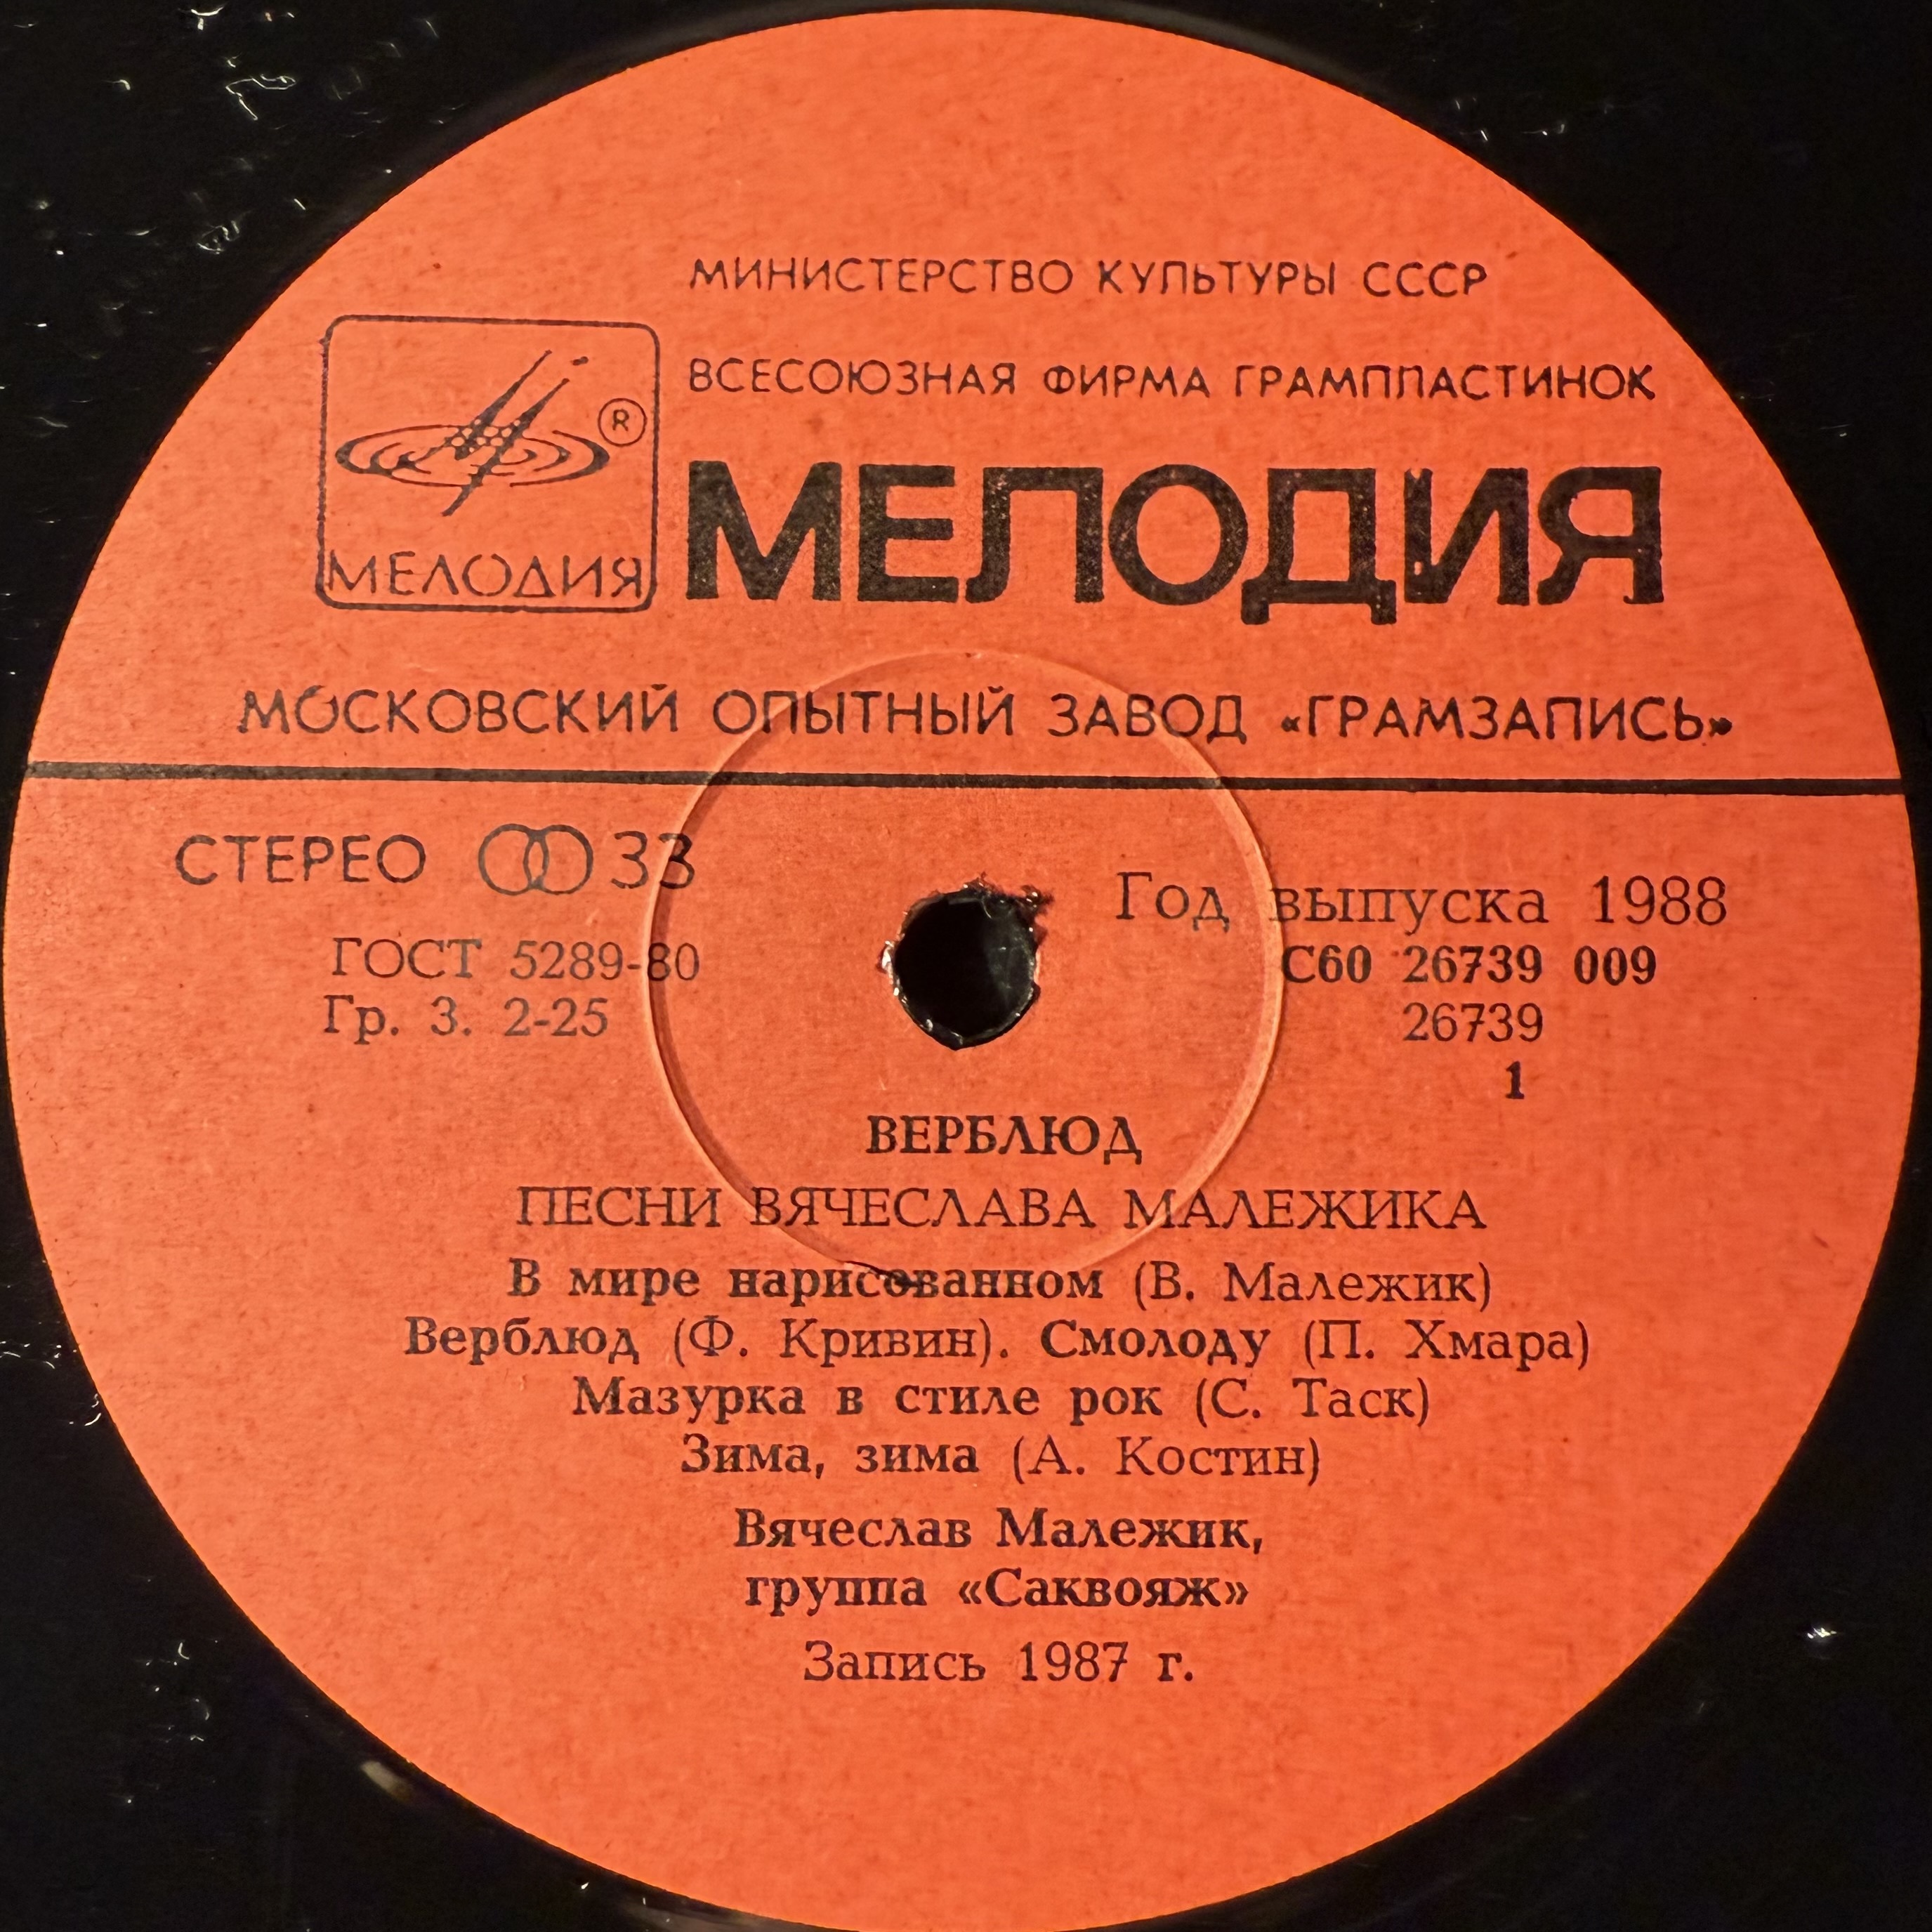 МИНИСТЕРСТВО КУЛЬТУРЫ СССР
ВСЕСОЮЗНАЯ ФИРМА ГРАМПЛАСТИНОК
®
МЕЛОДИЯ
МЕЛОДИЯ
МОСКОВСКИЙ ОПЫТНЫЙ ЗАВОД «ГРАМЗАПИСЬ»
СТЕРЕО 33
ГОСТ 5289-80
Гр. 3. 2-25
Год выпуска 1988
С60 26739 009
26739
1
ВЕРБЛЮД
ПЕСНИ ВЯЧЕСЛАВА МАЛЕЖИКА
В мире нарисованном (В. Малежик)
Верблюд (Ф. Кривин). Смолоду (П. Хмара)
Мазурка в стиле рок (С. Таск)
Зима, зима (А. Костин)
Вячеслав Малежик,
группа «Саквояж»
Запись 1987 г.